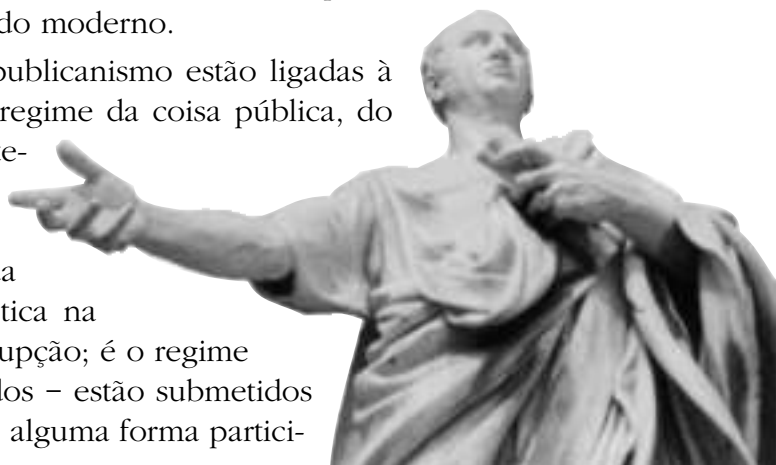 do moderno.
publicanismo estão ligadas à
regime da coisa pública, do
e-
a
tica na
upção; é o regime
dos – estão submetidos
alguma forma partici-